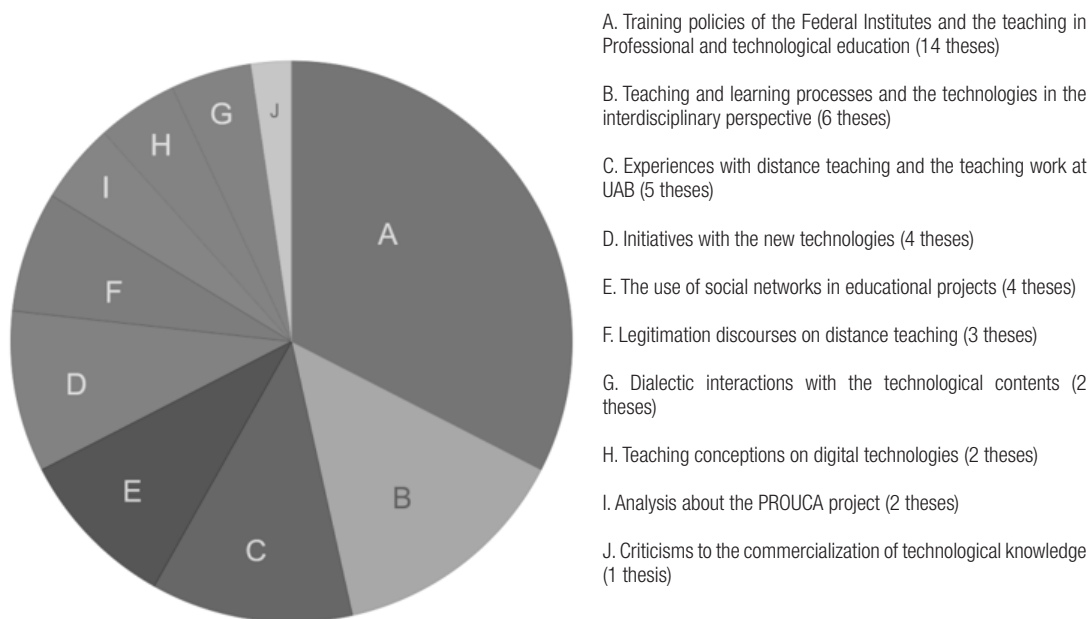 A. Training policies of the Federal Institutes and the teaching in
Professional and technological education (14 theses)
B. Teaching and learning processes and the technologies in the
interdisciplinary perspective (6 theses)
C. Experiences with distance teaching and the teaching work at
UAB (5 theses)
D. Initiatives with the new technologies (4 theses)
E. The use of social networks in educational projects (4 theses)
F. Legitimation discourses on distance teaching (3 theses)
G. Dialectic interactions with the technological contents (2
theses)
H. Teaching conceptions on digital technologies (2 theses)
I. Analysis about the PROUCA project (2 theses)
J. Criticisms to the commercialization of technological knowledge
(1 thesis)
J
G
H
I
A
F
D
E
B
C